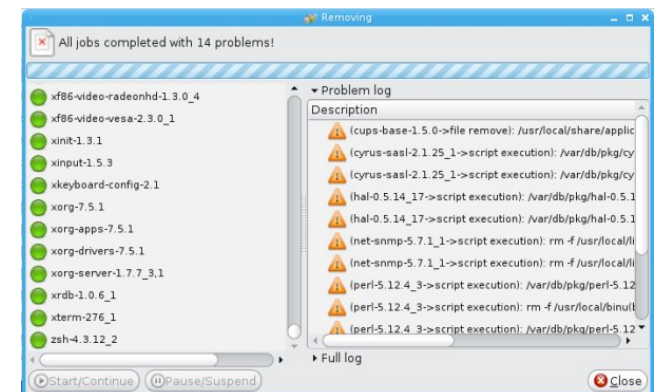 Removing
All jobs completed with 14 problems!
xf86-video-radeonhd-1.3.0_4
xf86-video-vesa-2.3.0_1
xinit-1.3.1
xinput-1.5.3
xkeyboard-config-2.1
xorg-7.5.1
xorg-apps-7.5.1
xorg-drivers-7.5.1
xorg-server-1.7.7_3,1
xrdb-1.0.6_1
xterm-276_1
zsh-4.3.12_2
Start/Continue
Pause/Suspend
Problem log
Description
(cups-base-1.5.0->file remove): /usr/local/share/applic
(cyrus-sasl-2.1.25_1->script execution): /var/db/pkg/cy
(cyrus-sasl-2.1.25_1->script execution): /var/db/pkg/cy
(hal-0.5.14_17->script execution): /var/db/pkg/hal-0.5.1
(hal-0.5.14_17->script execution): /var/db/pkg/hal-0.5.1
(net-snmp-5.7.1_1->script execution): rm -f /usr/local/li
(net-snmp-5.7.1_1->script execution): rm -f /usr/local/li
(perl-5.12.4_3->script execution): /var/db/pkg/perl-5.12
(perl-5.12.4_3->script execution): rm -f /usr/local/binu(l
(perl-5.12.4_3->script execution): /var/db/pkg/perl-5.12
Full log
Close